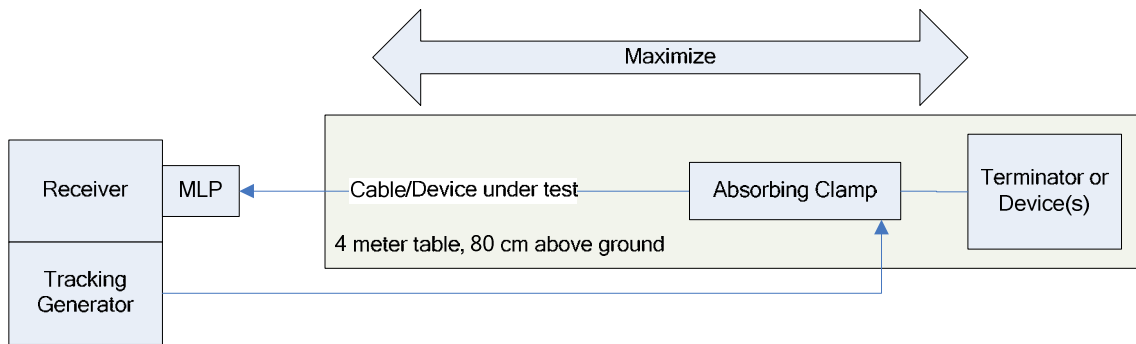 Maximize
Receiver
MLP
Cable/Device under test
Absorbing Clamp
Terminator or
Device(s)
4 meter table, 80 cm above ground
Tracking
Generator